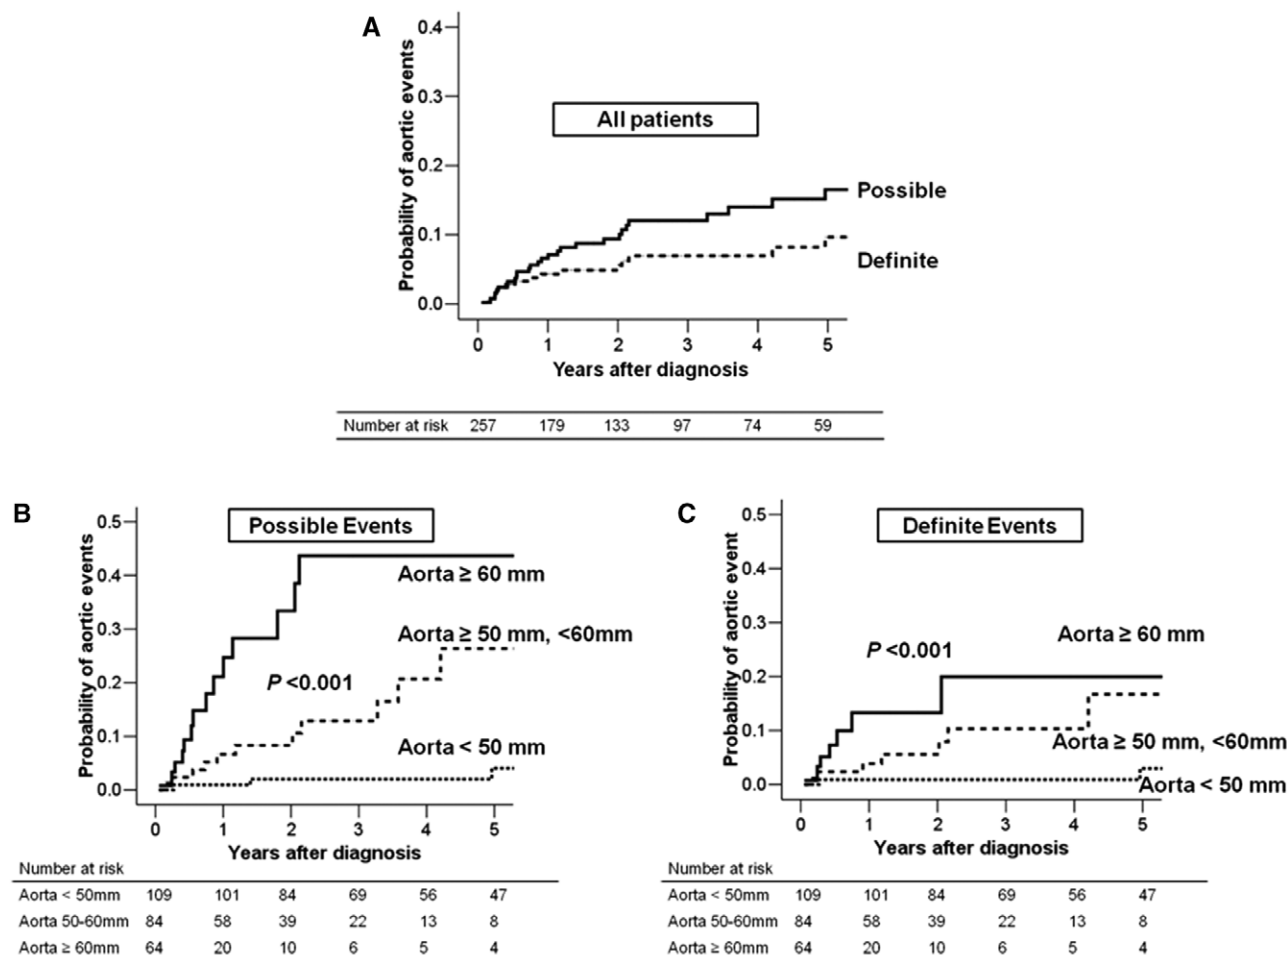 A
Probability of aortic events
0.4
0.3
0.2
0.1
0.0
All patients
Possible
Definite
0 1 2 3 4 5
Years after diagnosis
Number at risk 257 179 133 97 74 59
B
Probability of aortic events
0.5
0.4
0.3
0.2
0.1
0.0
Possible Events
Aorta ≥ 60 mm
Aorta ≥ 50 mm, <60mm
P <0.001
Aorta < 50 mm
0 1 2 3 4 5
Years after diagnosis
Number at risk
Aorta < 50mm 109 101 84 69 56 47
Aorta 50-60mm 84 58 39 22 13 8
Aorta ≥ 60mm 64 20 10 6 5 4
C
Probability of aortic event
0.5
0.4
0.3
0.2
0.1
0.0
Definite Events
Aorta ≥ 60 mm
P <0.001
Aorta ≥ 50 mm, <60mm
Aorta < 50 mm
0 1 2 3 4 5
Years after diagnosis
Number at risk
Aorta < 50mm 109 101 84 69 56 47
Aorta 50-60mm 84 58 39 22 13 8
Aorta ≥ 60mm 64 20 10 6 5 4